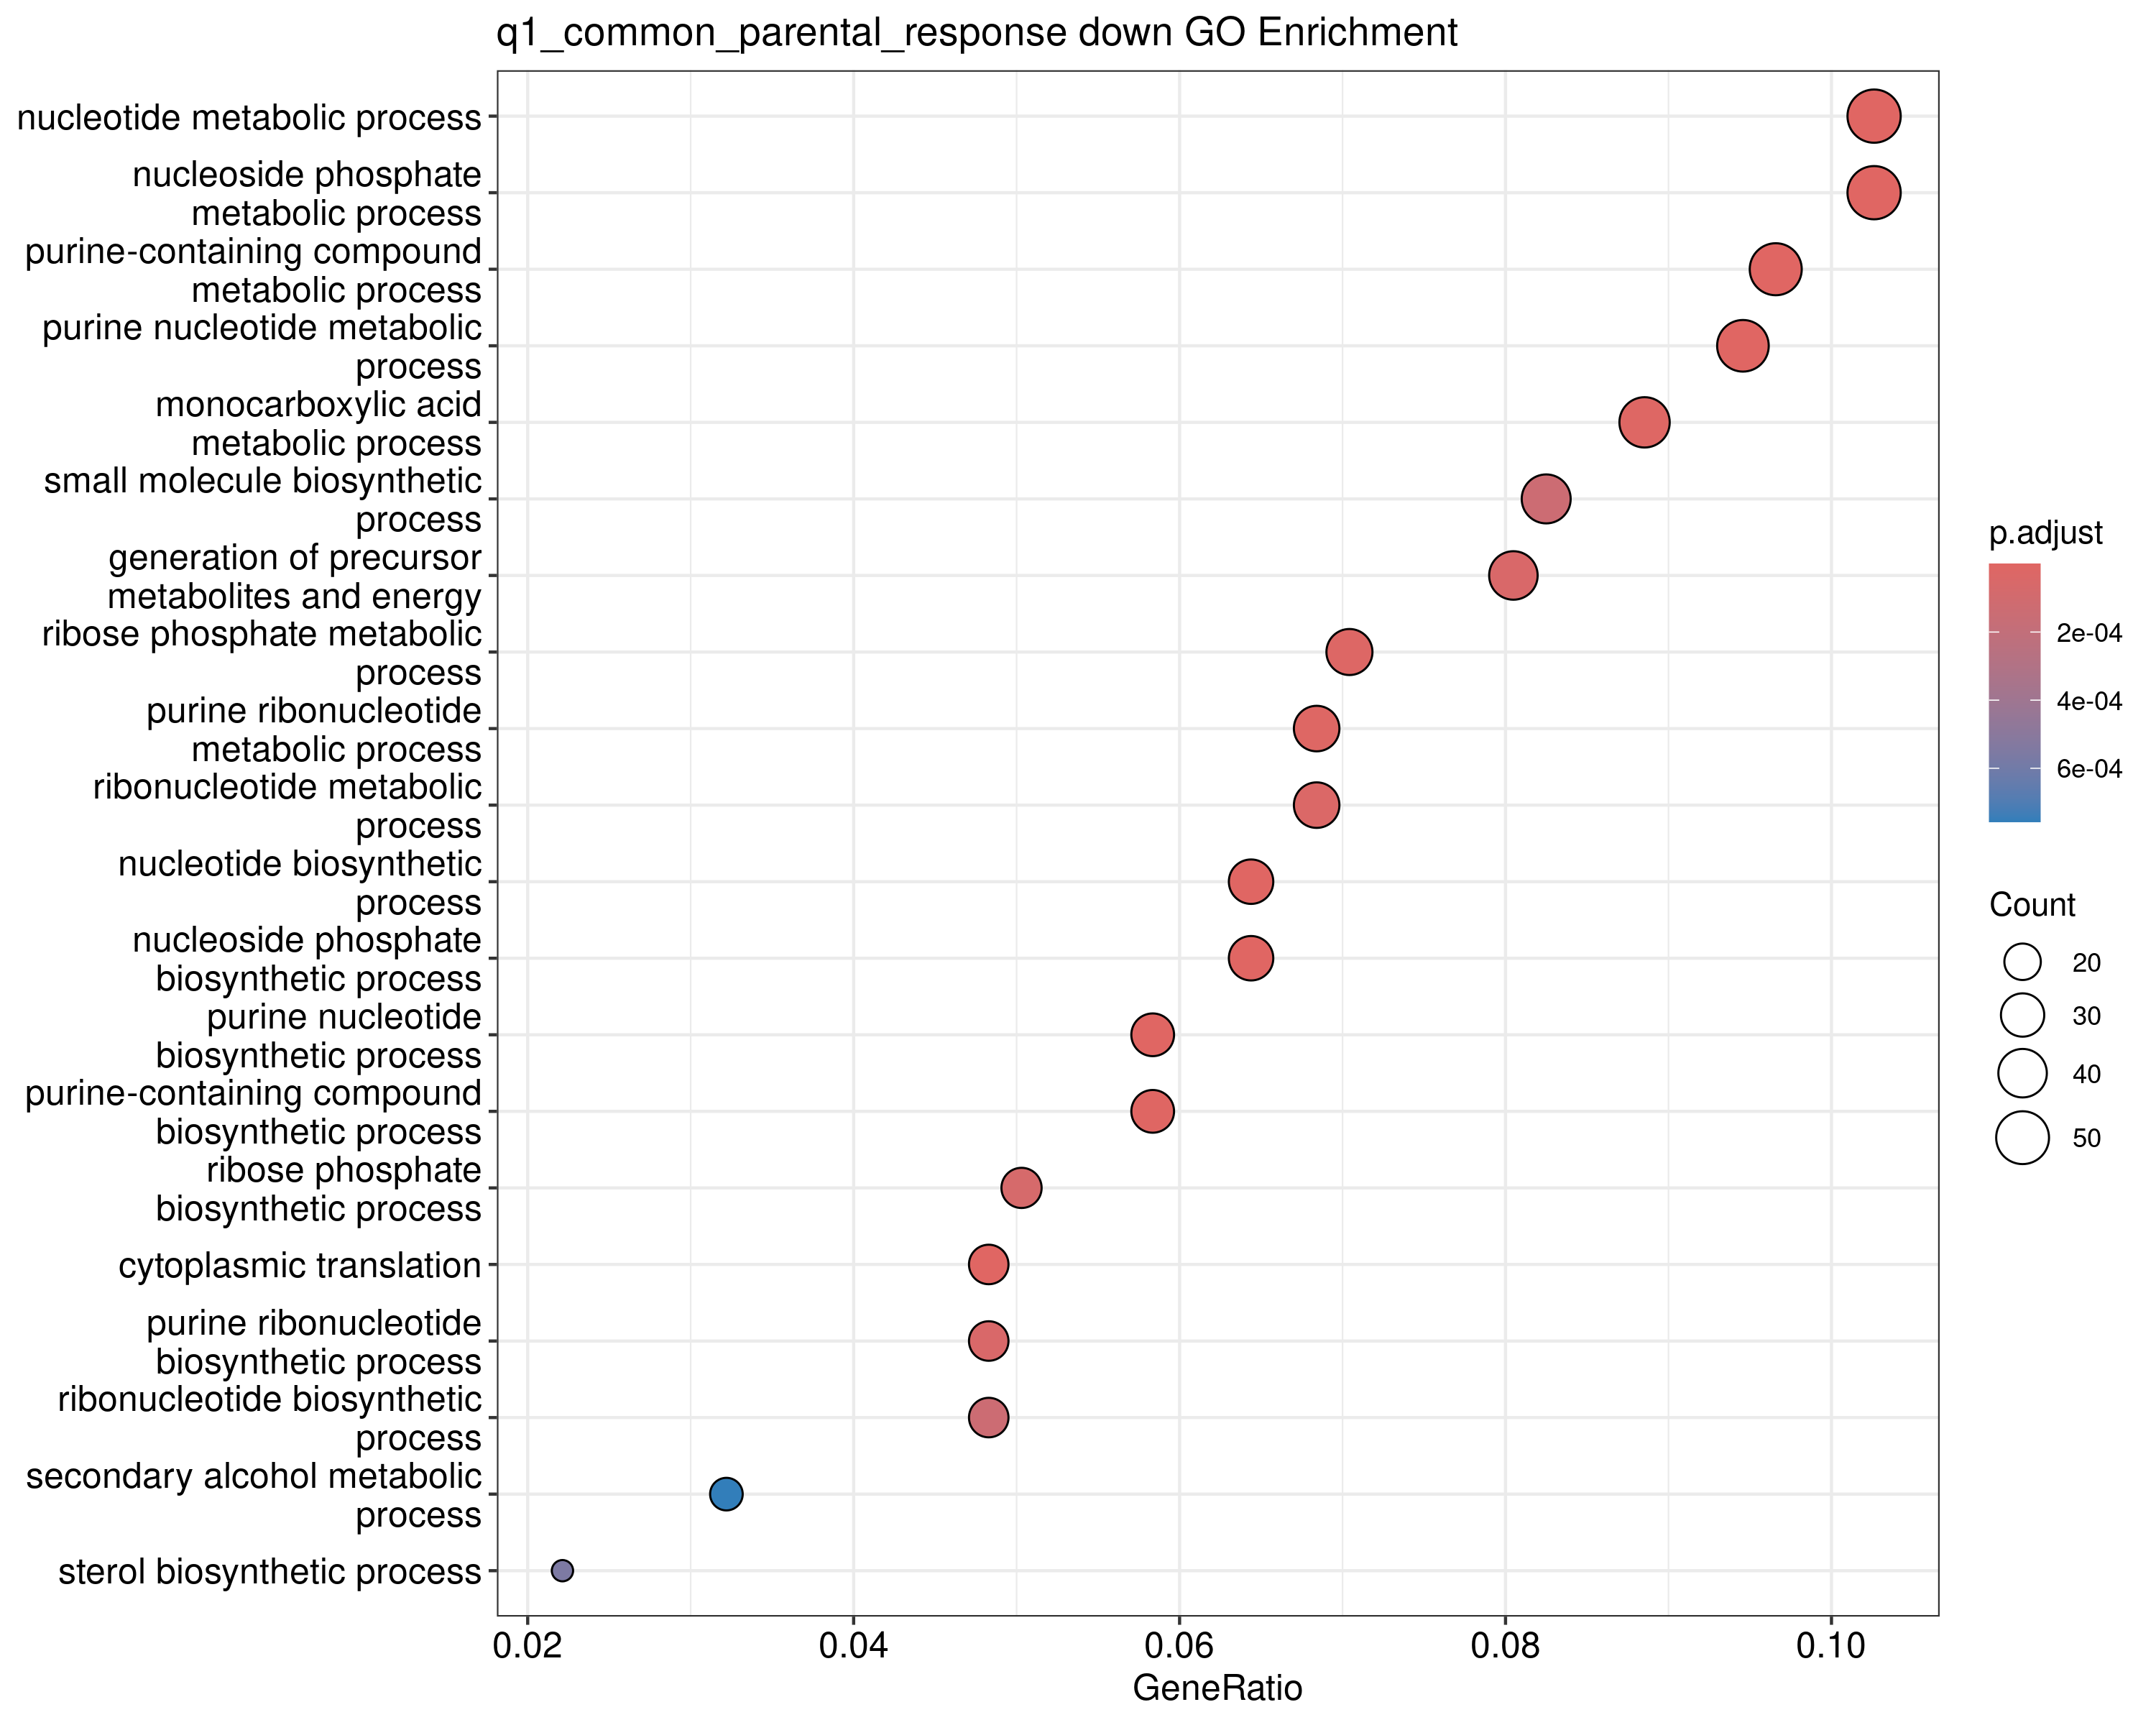 q1_common_parental_response down GO Enrichment
nucleotide metabolic process
nucleoside phosphate
metabolic process
purine-containing compound
metabolic process
purine nucleotide metabolic
process
monocarboxylic acid
metabolic process
small molecule biosynthetic
process
generation of precursor
metabolites and energy
ribose phosphate metabolic
process
purine ribonucleotide
metabolic process
ribonucleotide metabolic
process
nucleotide biosynthetic
process
nucleoside phosphate
biosynthetic process
purine nucleotide
biosynthetic process
purine-containing compound
biosynthetic process
ribose phosphate
biosynthetic process
cytoplasmic translation
purine ribonucleotide
biosynthetic process
ribonucleotide biosynthetic
process
secondary alcohol metabolic
process
sterol biosynthetic process
0.02 0.04 0.06 0.08 0.10
GeneRatio
p.adjust
2e-04
4e-04
6e-04
Count
20
30
40
50